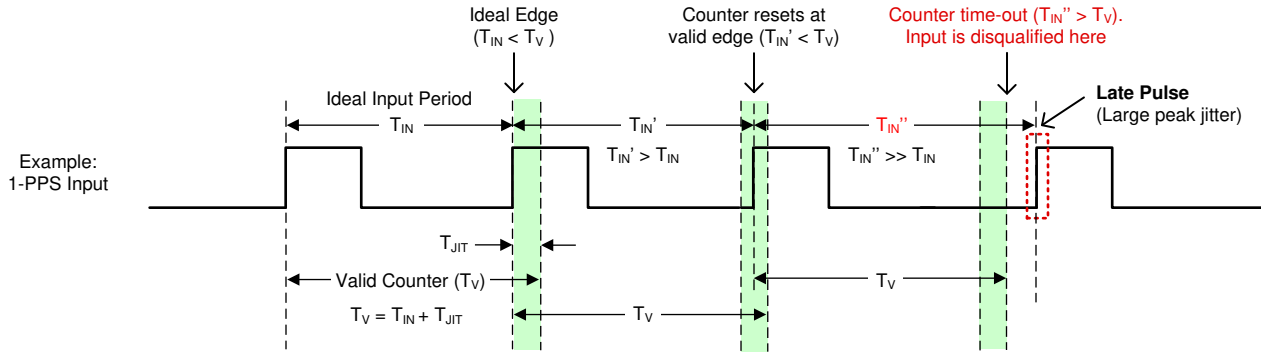 Ideal Edge
(TIN < TV )
Counter resets at
valid edge (TIN' < TV)
Counter time-out (TIN'' > TV).
Input is disqualified here
Ideal Input Period
TIN
TIN'
TIN''
Late Pulse
(Large peak jitter)
Example:
1-PPS Input
TIN' > TIN
TIN'' >> TIN
TJIT
Valid Counter (TV)
TV
TV = TIN + TJIT
TV